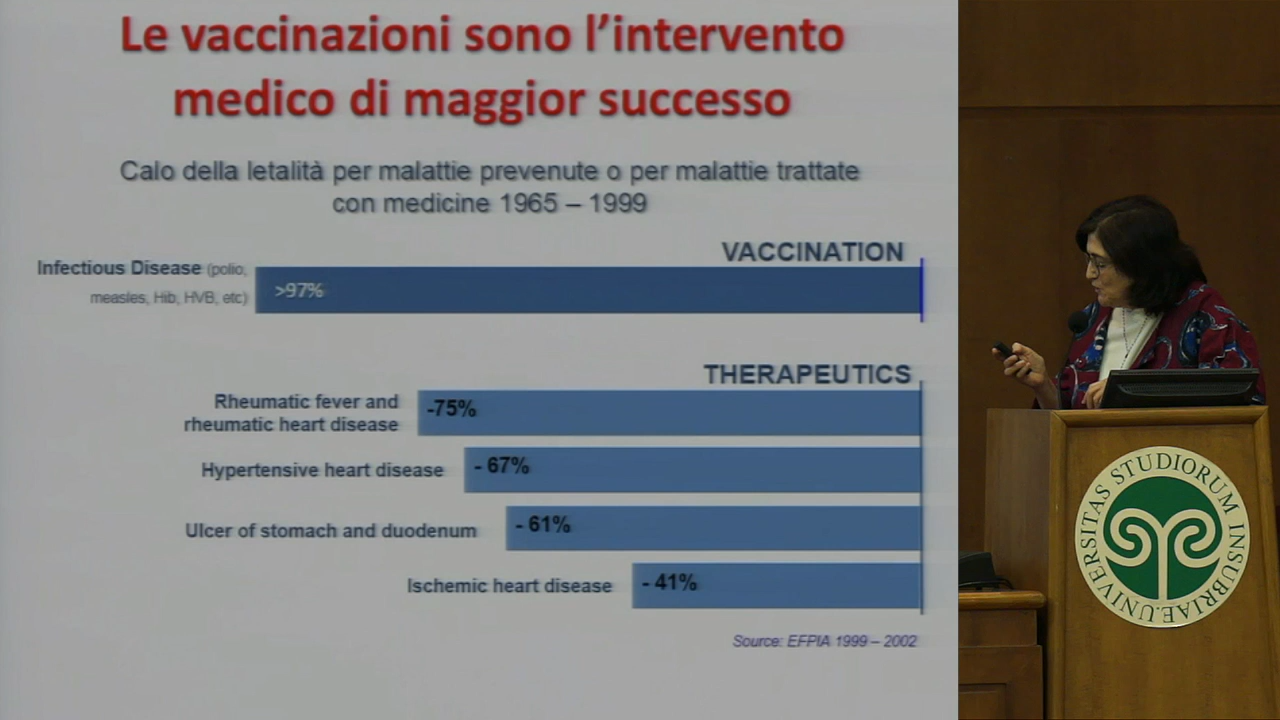 Le vaccinazioni sono l'intervento
medico di maggior successo
Calo della letalità per malattie prevenute o per malattie trattate
con medicine 1965 – 1999
VACCINATION
Infectious Disease (polio,
measles, Hib, HVB, etc)
>97%
THERAPEUTICS
Rheumatic fever and
rheumatic heart disease
-75%
Hypertensive heart disease
- 67%
Ulcer of stomach and duodenum
- 61%
Ischemic heart disease
- 41%
Source: EFPIA 1999 – 2002
UNIVERSITAS STUDIORUM INSUBRIAE